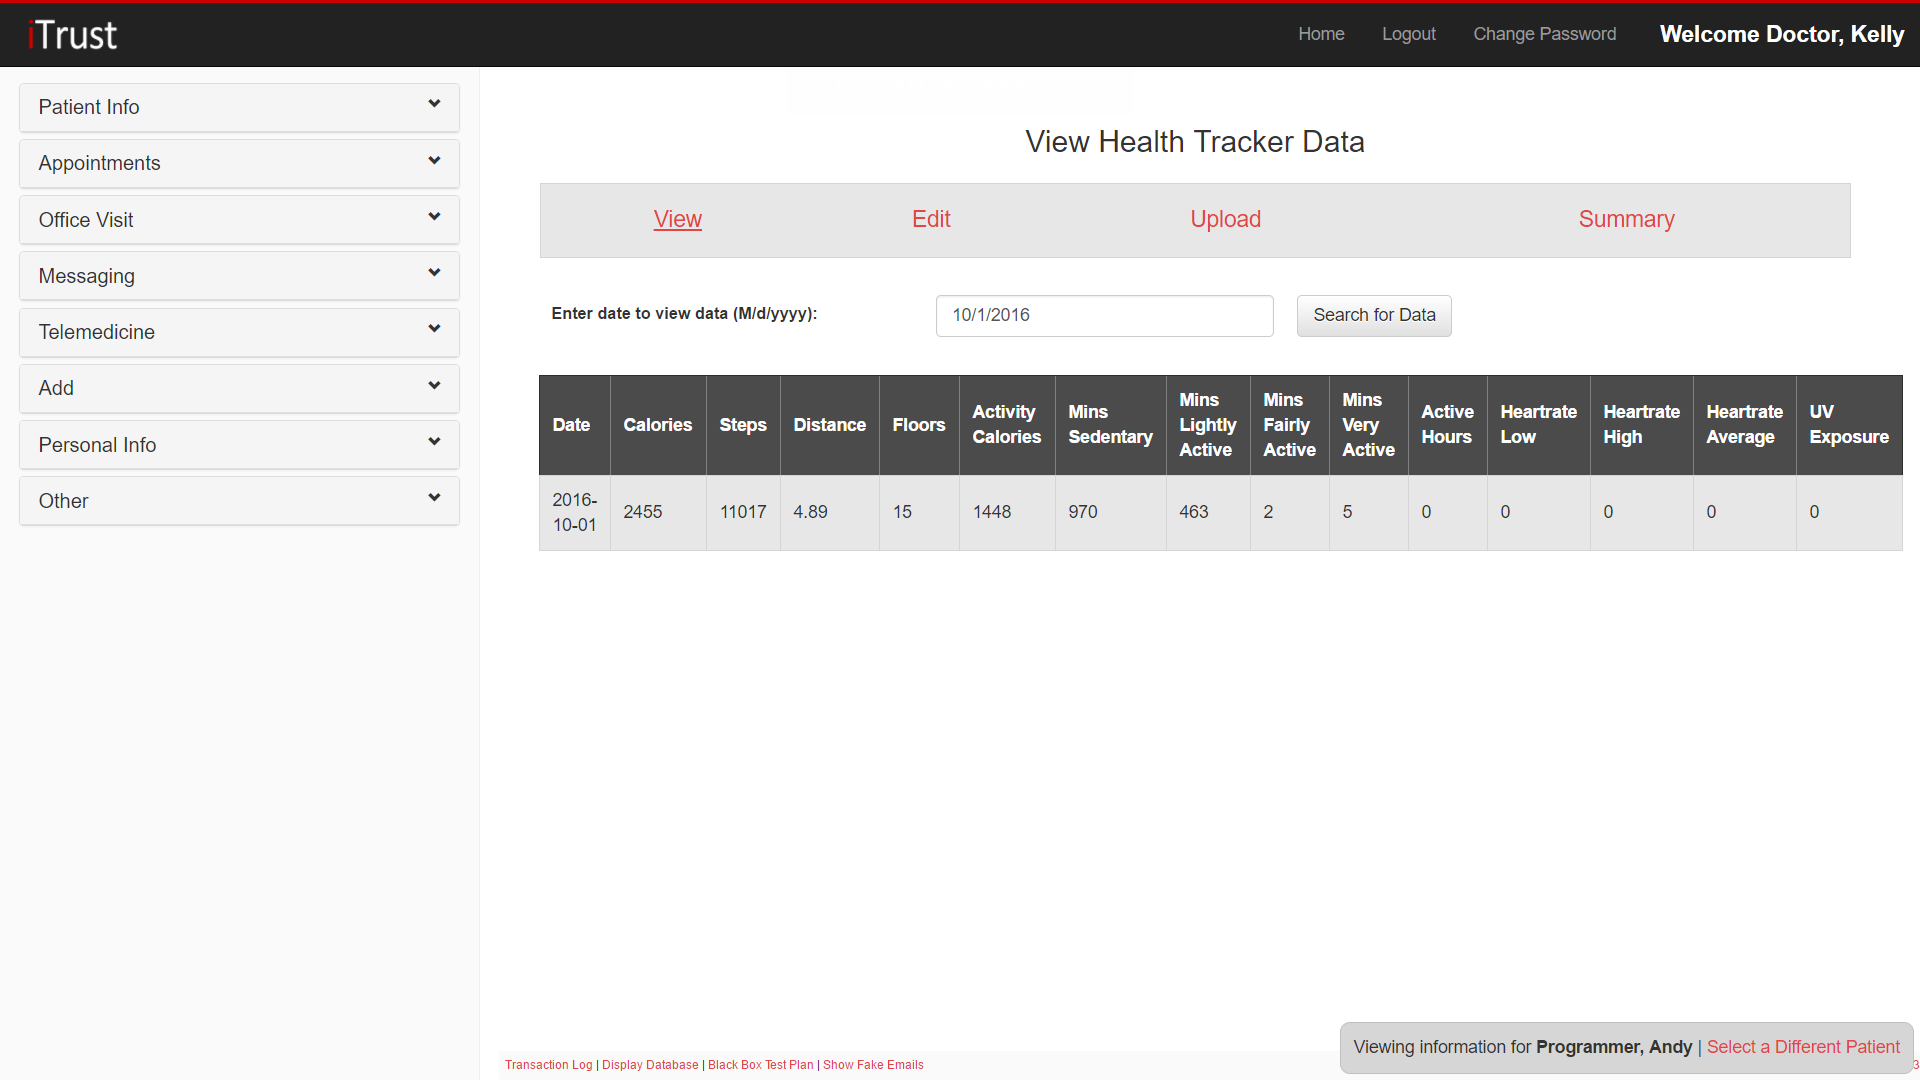 iTrust
Home Logout Change Password Welcome Doctor, Kelly
Patient Info
Appointments
Office Visit
Messaging
Telemedicine
Add
Personal Info
Other
View Health Tracker Data
View Edit Upload Summary
Enter date to view data (M/d/yyyy): 10/1/2016 Search for Data
Date Calories Steps Distance Floors Activity Calories Mins Sedentary Mins Lightly Active Mins Fairly Active Mins Very Active Active Hours Heartrate Low Heartrate High Heartrate Average UV Exposure
2016-10-01 2455 11017 4.89 15 1448 970 463 2 5 0 0 0 0 0
Viewing information for Programmer, Andy | Select a Different Patient
Transaction Log | Display Database | Black Box Test Plan | Show Fake Emails
3